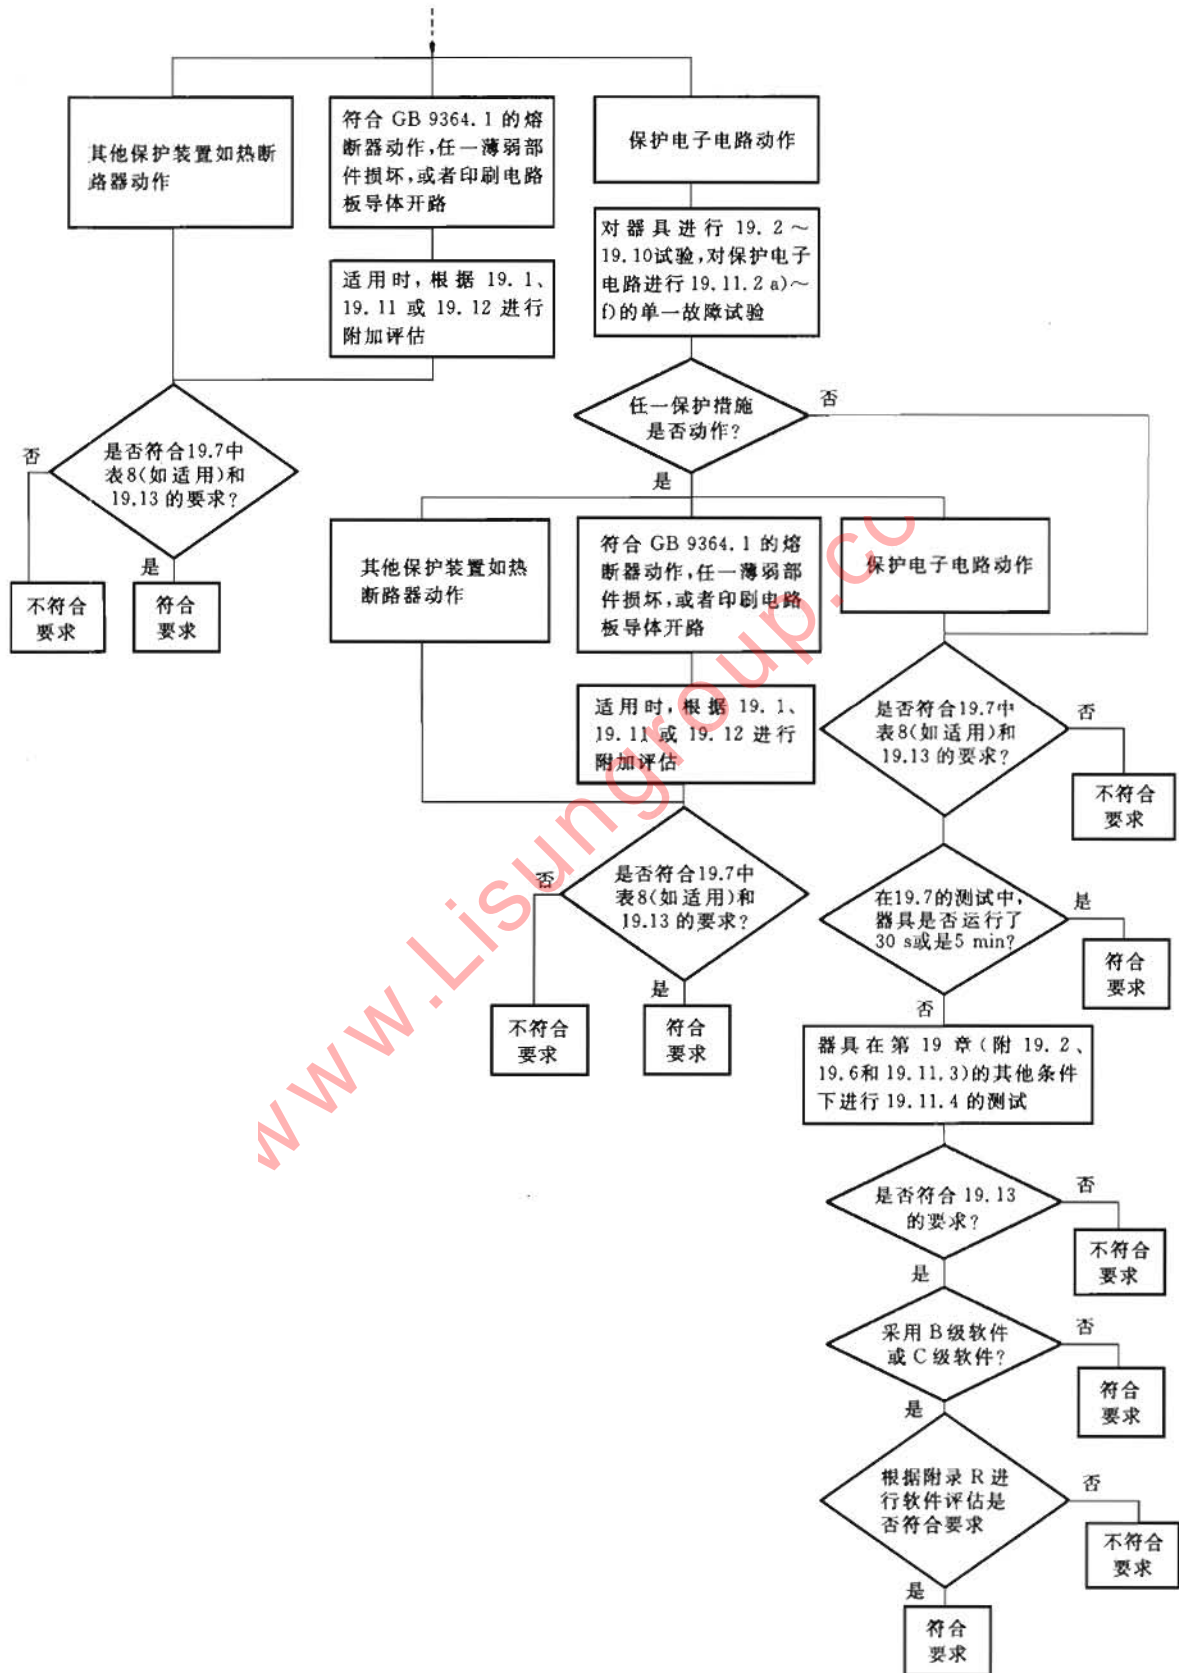 其他保护装置如热断
路器动作
符合 GB 9364.1 的熔
断器动作,任一薄弱部
件损坏,或者印刷电路
板导体开路
保护电子电路动作
适用时,根据 19.1、
19.11 或 19.12 进行
附加评估
对器具进行 19.2～
19.10试验,对保护电子
电路进行 19.11.2 a)～
f)的单一故障试验
任一保护措施
是否动作?
否
是
是否符合19.7中
表8(如适用)和
19.13 的要求?
否
是
不符合
要求
符合
要求
其他保护装置如热
断路器动作
符合 GB 9364.1 的熔
断器动作,任一薄弱部
件损坏,或者印刷电路
板导体开路
保护电子电路动作
适用时,根据 19.1、
19.11 或 19.12 进行
附加评估
是否符合19.7中
表8(如适用)和
19.13 的要求?
否
不符合
要求
是否符合19.7中
表8(如适用)和
19.13 的要求?
否
是
不符合
要求
符合
要求
在19.7的测试中,
器具是否运行了
30 s或是5 min?
是
符合
要求
否
器具在第 19 章(附 19.2、
19.6和 19.11.3)的其他条件
下进行 19.11.4 的测试
是否符合 19.13
的要求?
否
不符合
要求
是
采用 B 级软件
或 C 级软件?
否
符合
要求
是
根据附录 R 进
行软件评估是
否符合要求
否
不符合
要求
是
符合
要求
www.Lisungroup.co